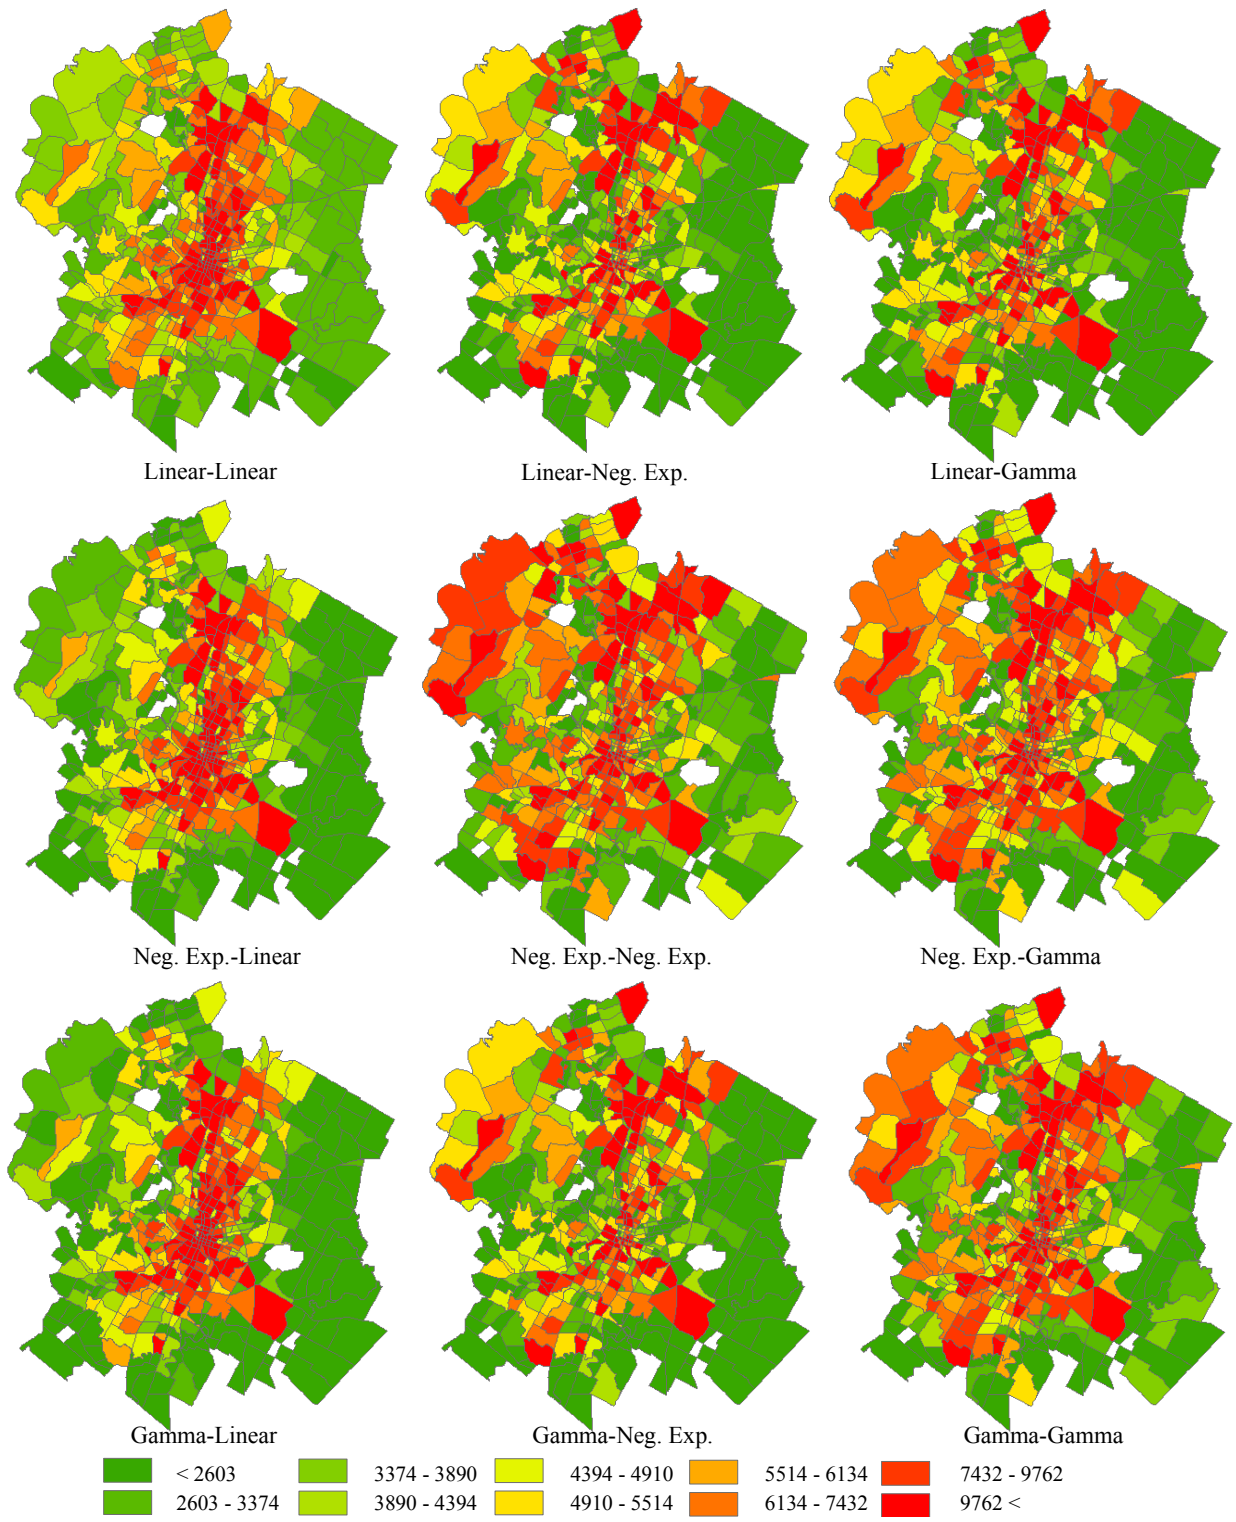 Linear-Linear
Linear-Neg. Exp.
Linear-Gamma
Neg. Exp.-Linear
Neg. Exp.-Neg. Exp.
Neg. Exp.-Gamma
Gamma-Linear
Gamma-Neg. Exp.
Gamma-Gamma
< 2603 3374 - 3890 4394 - 4910 5514 - 6134 7432 - 9762
2603 - 3374 3890 - 4394 4910 - 5514 6134 - 7432 9762 <